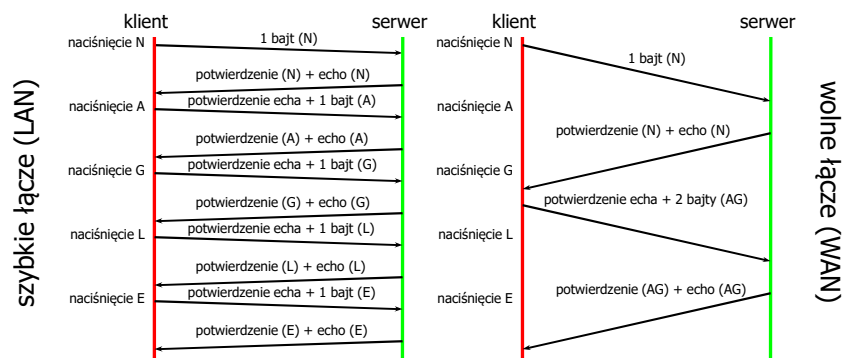 szybkie łącze (LAN)
klient
serwer
naciśnięcie N
1 bajt (N)
potwierdzenie (N) + echo (N)
naciśnięcie A
potwierdzenie echa + 1 bajt (A)
potwierdzenie (A) + echo (A)
naciśnięcie G
potwierdzenie echa + 1 bajt (G)
potwierdzenie (G) + echo (G)
naciśnięcie L
potwierdzenie echa + 1 bajt (L)
potwierdzenie (L) + echo (L)
naciśnięcie E
potwierdzenie echa + 1 bajt (E)
potwierdzenie (E) + echo (E)
klient
serwer
naciśnięcie N
1 bajt (N)
naciśnięcie A
potwierdzenie (N) + echo (N)
naciśnięcie G
potwierdzenie echa + 2 bajty (AG)
naciśnięcie L
potwierdzenie (AG) + echo (AG)
naciśnięcie E
wolne łącze (WAN)